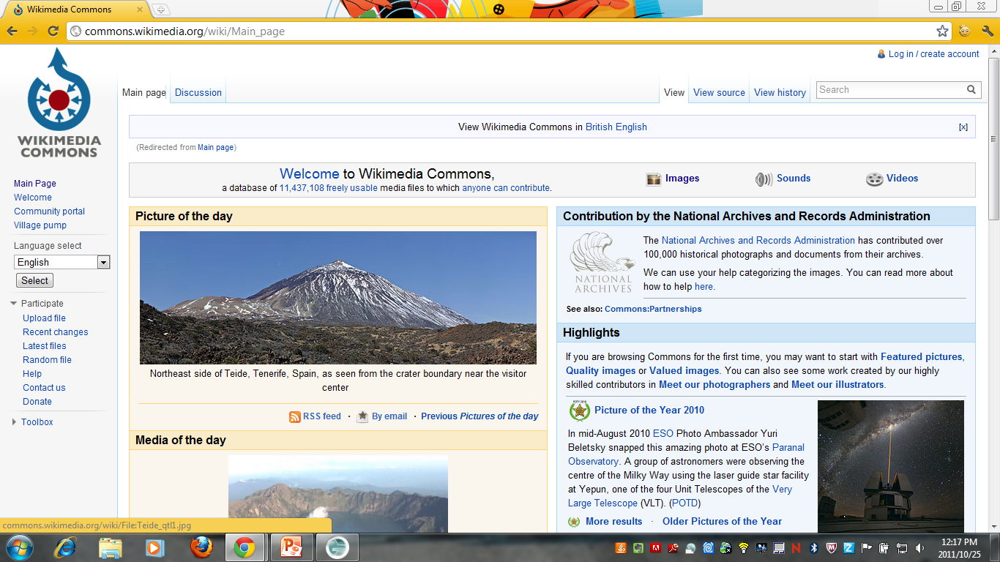 Wikimedia Commons
commons.wikimedia.org/wiki/Main_page
Log in / create account
WIKIMEDIA
COMMONS
Main page
Discussion
View
View source
View history
Search
View Wikimedia Commons in British English
[x]
(Redirected from Main page)
Main Page
Welcome
Community portal
Village pump
Language select
English
Select
Participate
Upload file
Recent changes
Latest files
Random file
Help
Contact us
Donate
Toolbox
Welcome to Wikimedia Commons,
a database of 11,437,108 freely usable media files to which anyone can contribute.
Images
Sounds
Videos
Picture of the day
Northeast side of Teide, Tenerife, Spain, as seen from the crater boundary near the visitor
center
RSS feed · By email · Previous Pictures of the day
Media of the day
Contribution by the National Archives and Records Administration
NATIONAL
ARCHIVES
The National Archives and Records Administration has contributed over
100,000 historical photographs and documents from their archives.
We can use your help categorizing the images. You can read more about
how to help here.
See also: Commons:Partnerships
Highlights
If you are browsing Commons for the first time, you may want to start with Featured pictures,
Quality images or Valued images. You can also see some work created by our highly
skilled contributors in Meet our photographers and Meet our illustrators.
Picture of the Year 2010
In mid-August 2010 ESO Photo Ambassador Yuri
Beletsky snapped this amazing photo at ESO's Paranal
Observatory. A group of astronomers were observing the
centre of the Milky Way using the laser guide star facility
at Yepun, one of the four Unit Telescopes of the Very
Large Telescope (VLT). (POTD)
More results · Older Pictures of the Year
commons.wikimedia.org/wiki/File:Teide_qtl1.jpg
12:17 PM
2011/10/25